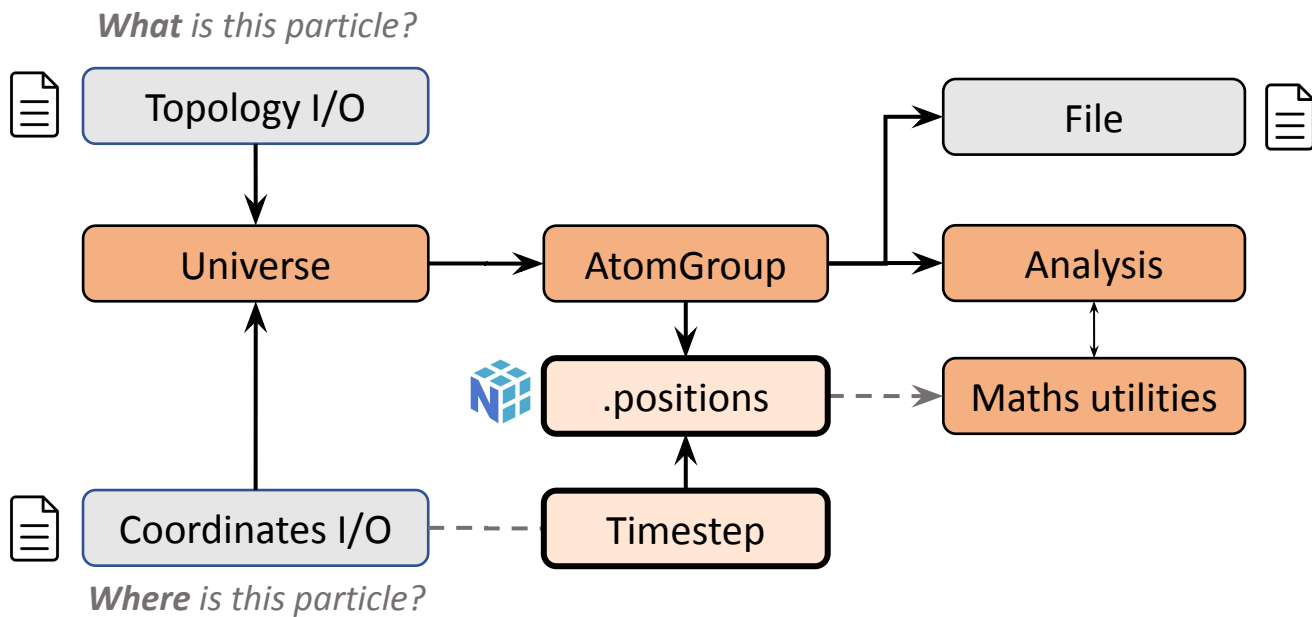 What is this particle?
Topology I/O
File
Universe
AtomGroup
Analysis
N
.positions
Maths utilities
Coordinates I/O
Timestep
Where is this particle?